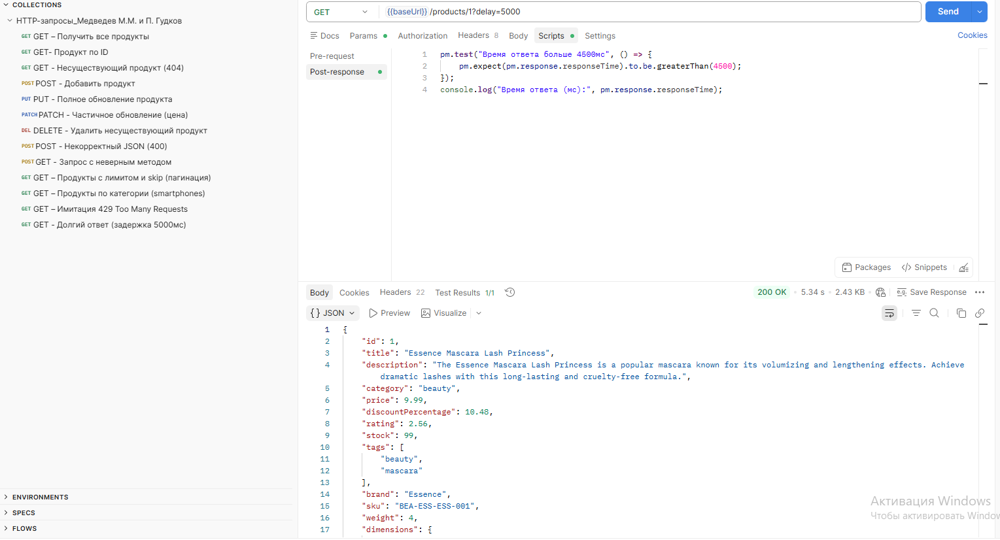 COLLECTIONS
HTTP-запросы_Медведев М.М. и П. Гудков
GET GET – Получить все продукты
GET GET- Продукт по ID
GET GET - Несуществующий продукт (404)
POST POST - Добавить продукт
PUT PUT - Полное обновление продукта
PATCH PATCH - Частичное обновление (цена)
DEL DELETE - Удалить несуществующий продукт
POST POST - Некорректный JSON (400)
POST GET - Запрос с неверным методом
GET GET – Продукты с лимитом и skip (пагинация)
GET GET – Продукты по категории (smartphones)
GET GET – Имитация 429 Too Many Requests
GET GET - Долгий ответ (задержка 5000мс)
ENVIRONMENTS
SPECS
FLOWS
GET {{baseUrl}} /products/1?delay=5000 Send
Docs Params Authorization Headers 8 Body Scripts Settings Cookies
Pre-request
Post-response
1 pm.test("Время ответа больше 4500мс", () => {
2 pm.expect(pm.response.responseTime).to.be.greaterThan(4500);
3 });
4 console.log("Время ответа (мс):", pm.response.responseTime);
Packages </> Snippets
Body Cookies Headers 22 Test Results 1/1 200 OK 5.34 s 2.43 KB e.g. Save Response
{} JSON Preview Visualize
1 {
2 "id": 1,
3 "title": "Essence Mascara Lash Princess",
4 "description": "The Essence Mascara Lash Princess is a popular mascara known for its volumizing and lengthening effects. Achieve
dramatic lashes with this long-lasting and cruelty-free formula.",
5 "category": "beauty",
6 "price": 9.99,
7 "discountPercentage": 10.48,
8 "rating": 2.56,
9 "stock": 99,
10 "tags": [
11 "beauty",
12 "mascara"
13 ],
14 "brand": "Essence",
15 "sku": "BEA-ESS-ESS-001",
16 "weight": 4,
17 "dimensions": {
Активация Windows
Чтобы активировать Window